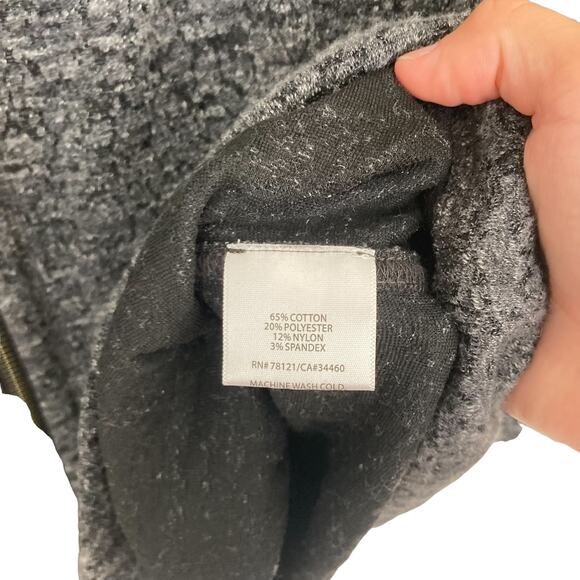 65% COTTON
20% POLYESTER
12% NYLON
3% SPANDEX
RN# 78121/CA#34460
MACHINE WASH COLD